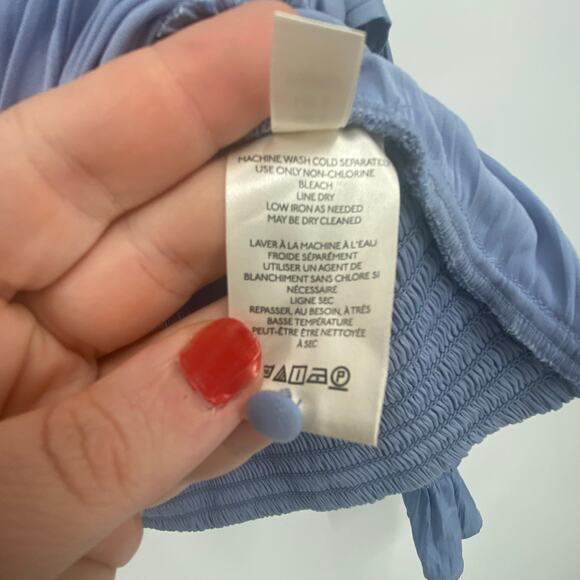 MACHINE WASH COLD SEPARATELY
USE ONLY NON-CHLORINE
BLEACH
LINE DRY
LOW IRON AS NEEDED
MAY BE DRY CLEANED
LAVER À LA MACHINE À L'EAU
FROIDE SÉPARÉMENT
UTILISER UN AGENT DE
BLANCHIMENT SANS CHLORE SI
NÉCESSAIRE
LIGNE SEC
REPASSER, AU BESOIN, À TRÈS
BASSE TEMPÉRATURE
PEUT-ÊTRE ÊTRE NETTOYÉE
À SEC
P